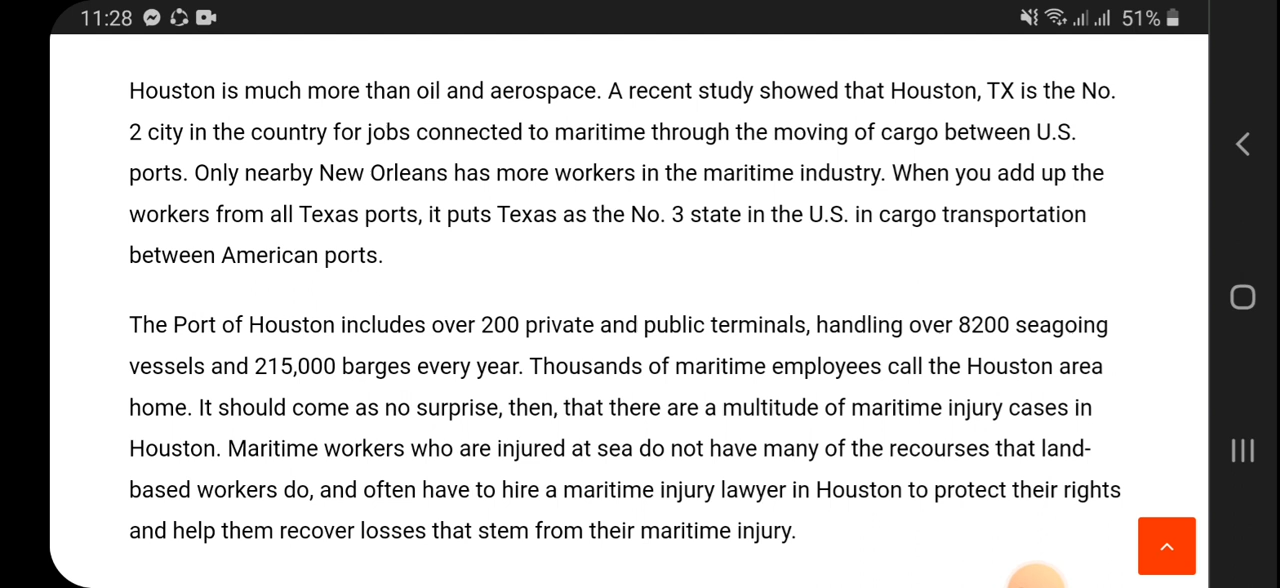 11:28
51%
Houston is much more than oil and aerospace. A recent study showed that Houston, TX is the No.
2 city in the country for jobs connected to maritime through the moving of cargo between U.S.
ports. Only nearby New Orleans has more workers in the maritime industry. When you add up the
workers from all Texas ports, it puts Texas as the No. 3 state in the U.S. in cargo transportation
between American ports.
The Port of Houston includes over 200 private and public terminals, handling over 8200 seagoing
vessels and 215,000 barges every year. Thousands of maritime employees call the Houston area
home. It should come as no surprise, then, that there are a multitude of maritime injury cases in
Houston. Maritime workers who are injured at sea do not have many of the recourses that land-
based workers do, and often have to hire a maritime injury lawyer in Houston to protect their rights
and help them recover losses that stem from their maritime injury.